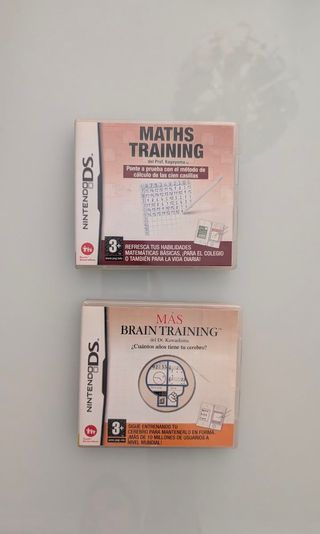 NINTENDO DS
MATHS
TRAINING
del Prof. Kageyama
Ponte a prueba con el método de
cálculo de las cien casillas
3+
REFRESCA TUS HABILIDADES
MATEMÁTICAS BÁSICAS, ¡PARA EL COLEGIO
O TAMBIÉN PARA LA VIDA DIARIA!
NINTENDO DS
MÁS
BRAIN TRAINING™
del Dr. Kawashima
¿Cuántos años tiene tu cerebro?
3+
SIGUE ENTRENANDO TU
CEREBRO PARA MANTENERLO EN FORMA
¡MÁS DE 10 MILLONES DE USUARIOS A
NIVEL MUNDIAL!